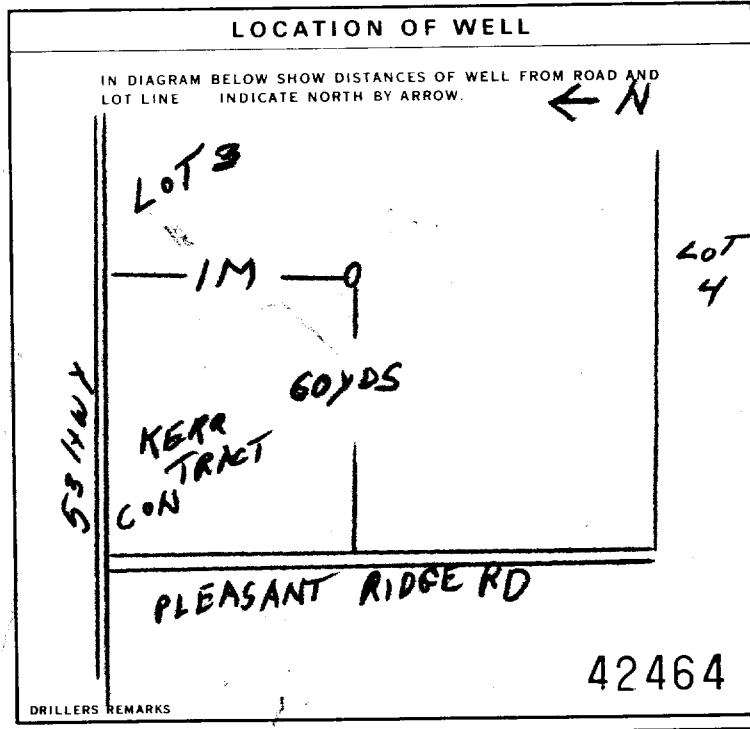 LOCATION OF WELL
IN DIAGRAM BELOW SHOW DISTANCES OF WELL FROM ROAD AND
LOT LINE INDICATE NORTH BY ARROW.
N
LOT 3
1M
LOT
4
60YDS
53 HWY
KERR
TRACT
CON
PLEASANT RIDGE RD
42464
DRILLERS REMARKS